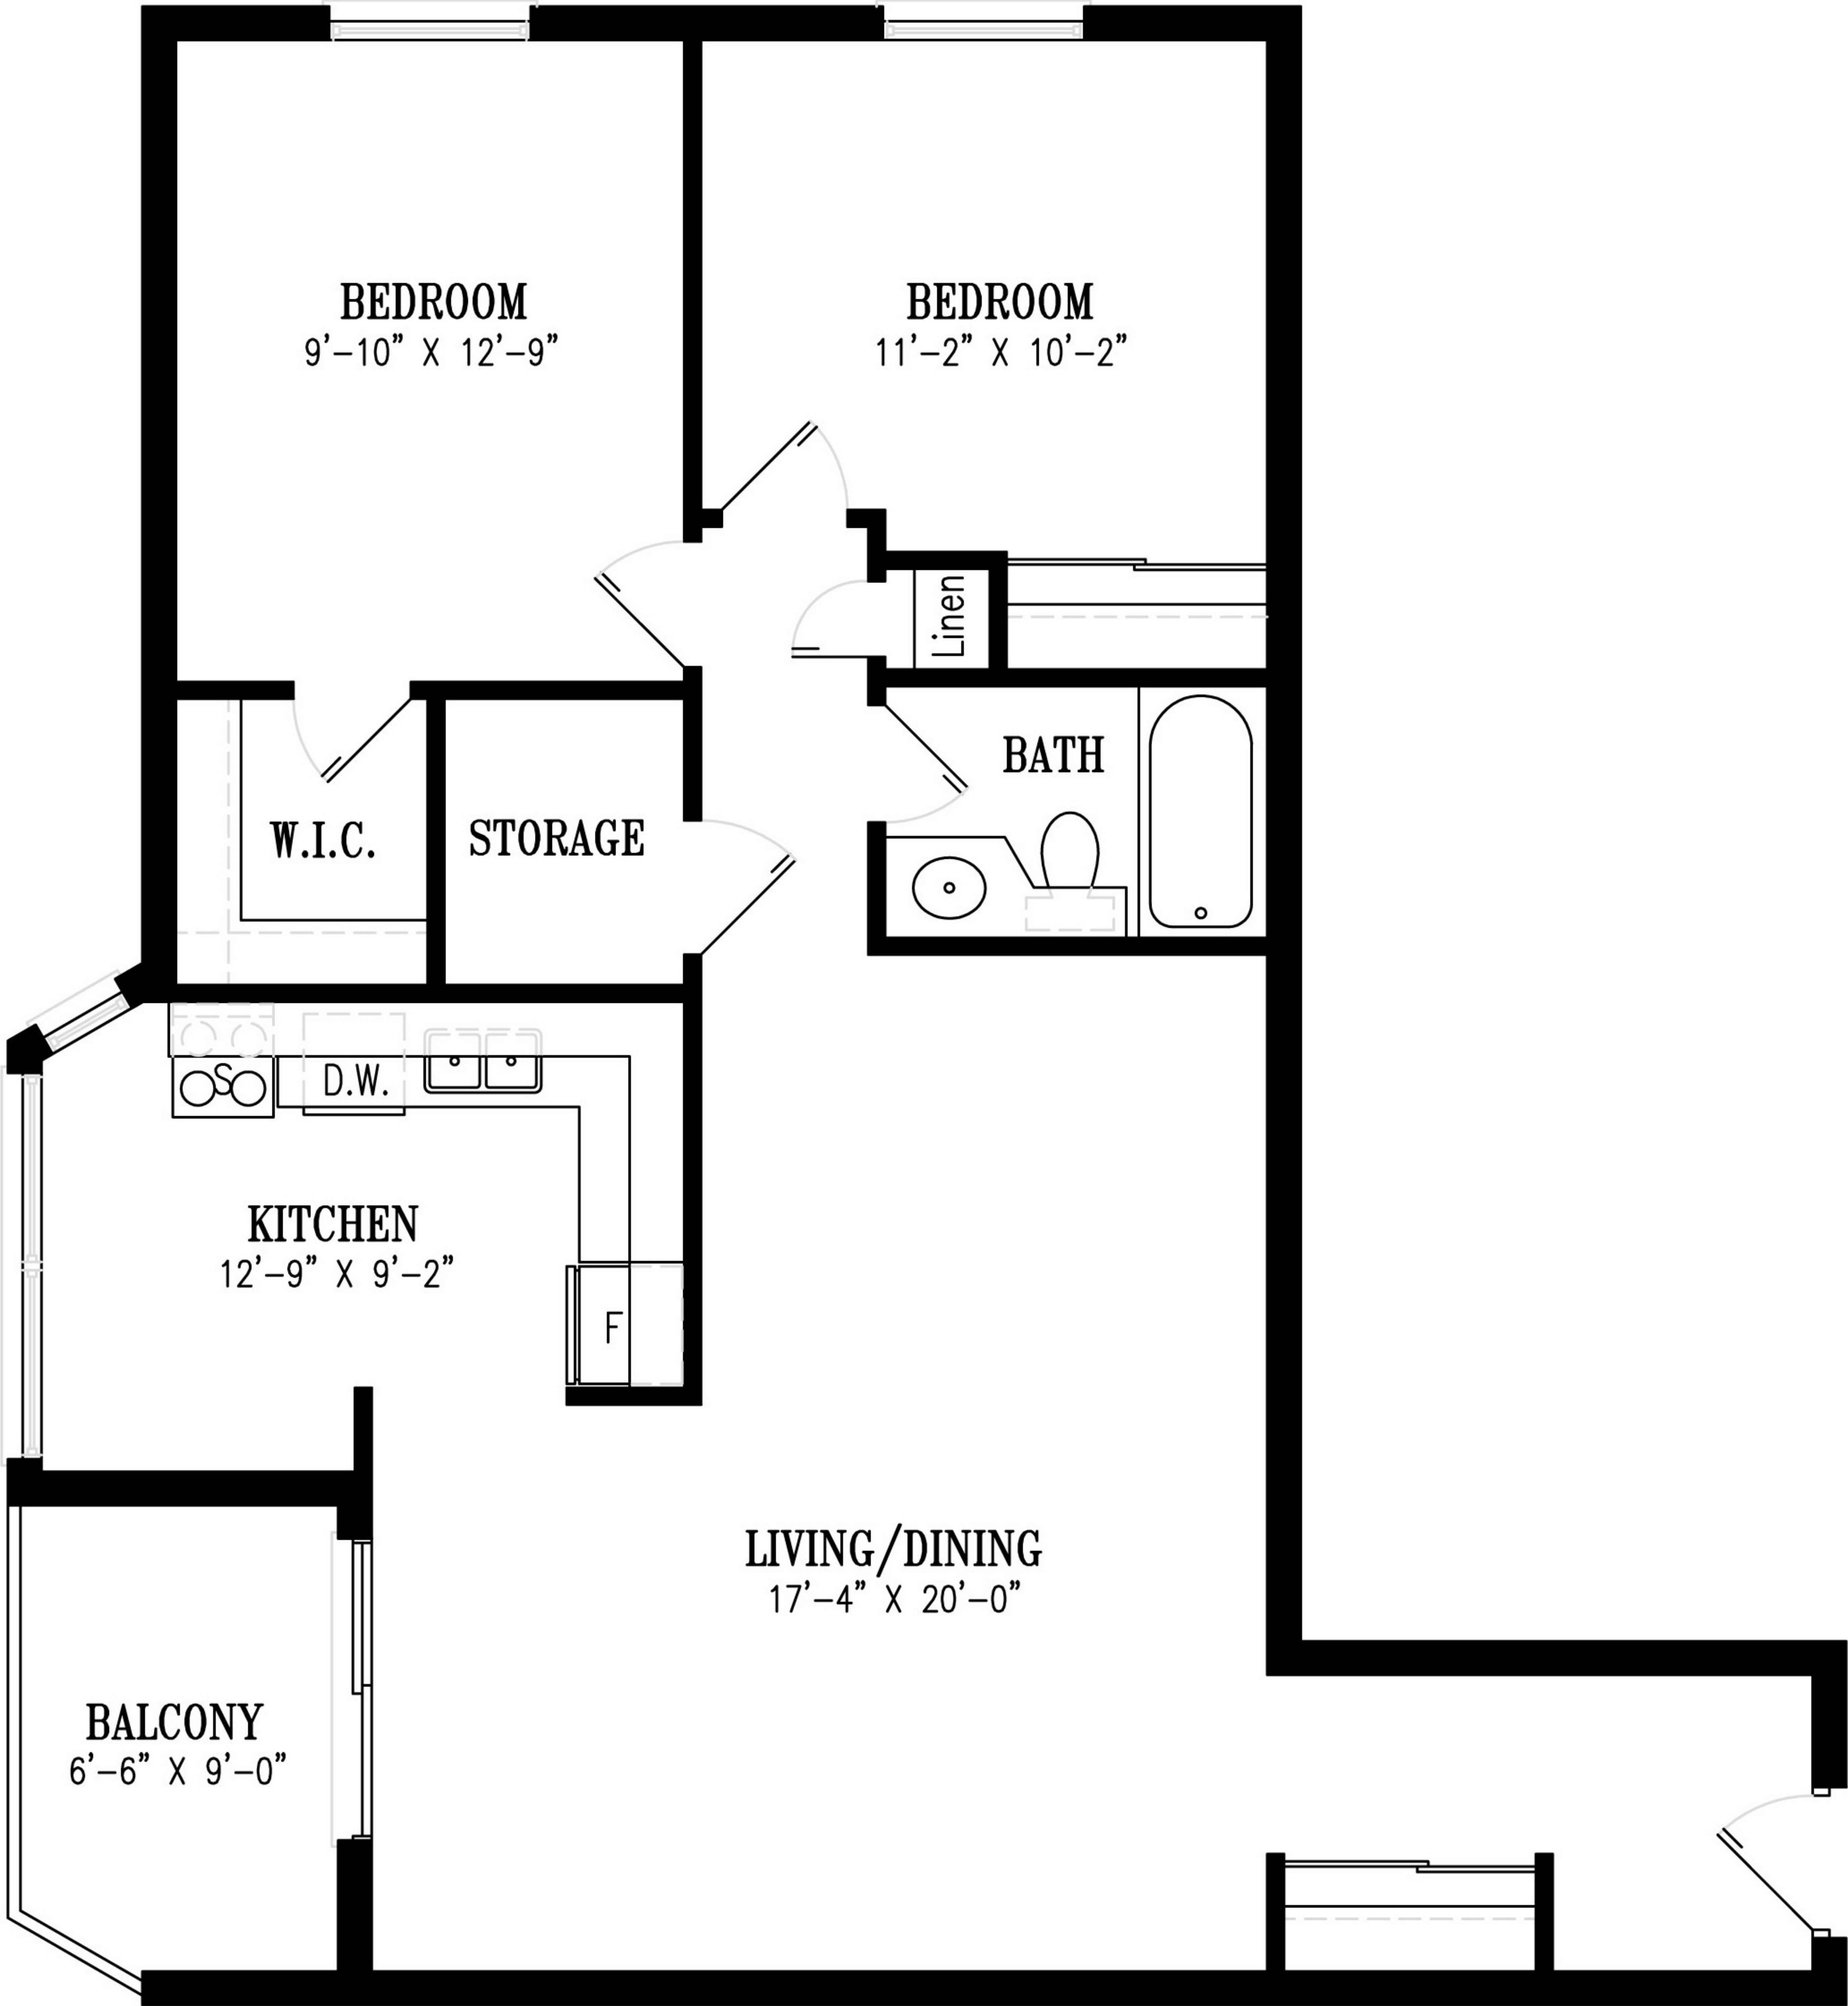 BEDROOM
9'-10" X 12'-9"
BEDROOM
11'-2" X 10'-2"
Linen
BATH
W.I.C.
STORAGE
S
D.W.
KITCHEN
12'-9" X 9'-2"
F
LIVING/DINING
17'-4" X 20'-0"
BALCONY
6'-6" X 9'-0"